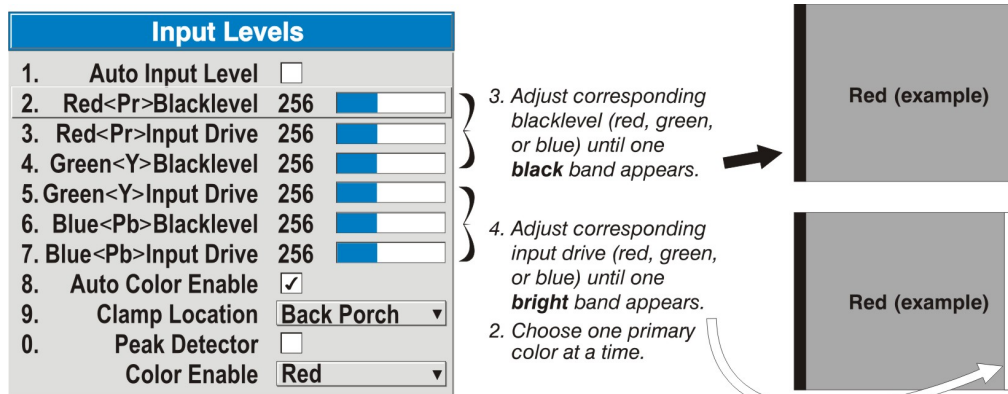 Input Levels
1. Auto Input Level
2. Red<Pr>Blacklevel 256
3. Red<Pr>Input Drive 256
4. Green<Y>Blacklevel 256
5. Green<Y>Input Drive 256
6. Blue<Pb>Blacklevel 256
7. Blue<Pb>Input Drive 256
8. Auto Color Enable ✓
9. Clamp Location Back Porch ▼
0. Peak Detector
Color Enable Red ▼
3. Adjust corresponding
blacklevel (red, green,
or blue) until one
black band appears.
4. Adjust corresponding
input drive (red, green,
or blue) until one
bright band appears.
2. Choose one primary
color at a time.
Red (example)
Red (example)